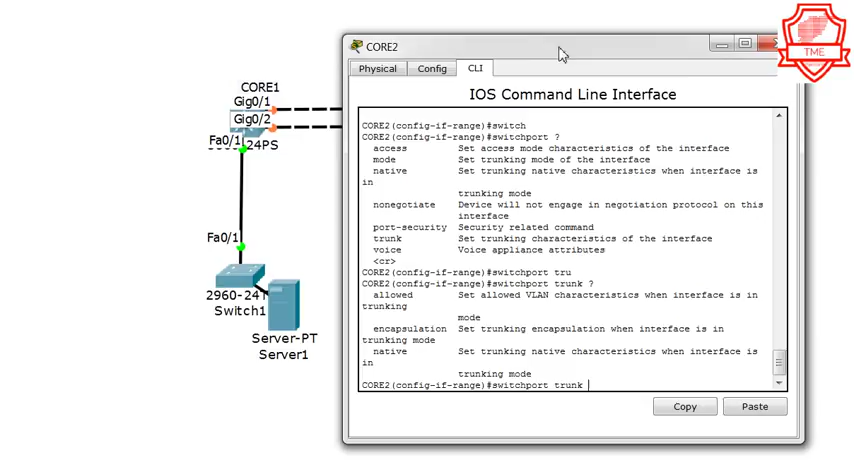 CORE2
TME
Physical
Config
CLI
IOS Command Line Interface
CORE2(config-if-range)#switch
CORE2(config-if-range)#switchport ?
access Set access mode characteristics of the interface
mode Set trunking mode of the interface
native Set trunking native characteristics when interface is
in
trunking mode
nonegotiate Device will not engage in negotiation protocol on this
interface
port-security Security related command
trunk Set trunking characteristics of the interface
voice Voice appliance attributes
<cr>
CORE2(config-if-range)#switchport tru
CORE2(config-if-range)#switchport trunk ?
allowed Set allowed VLAN characteristics when interface is in
trunking
mode
encapsulation Set trunking encapsulation when interface is in
trunking mode
native Set trunking native characteristics when interface is
in
trunking mode
CORE2(config-if-range)#switchport trunk
Copy
Paste
CORE1
Gig0/1
Gig0/2
Fa0/1
24PS
Fa0/1
2960-24T
Switch1
Server-PT
Server1